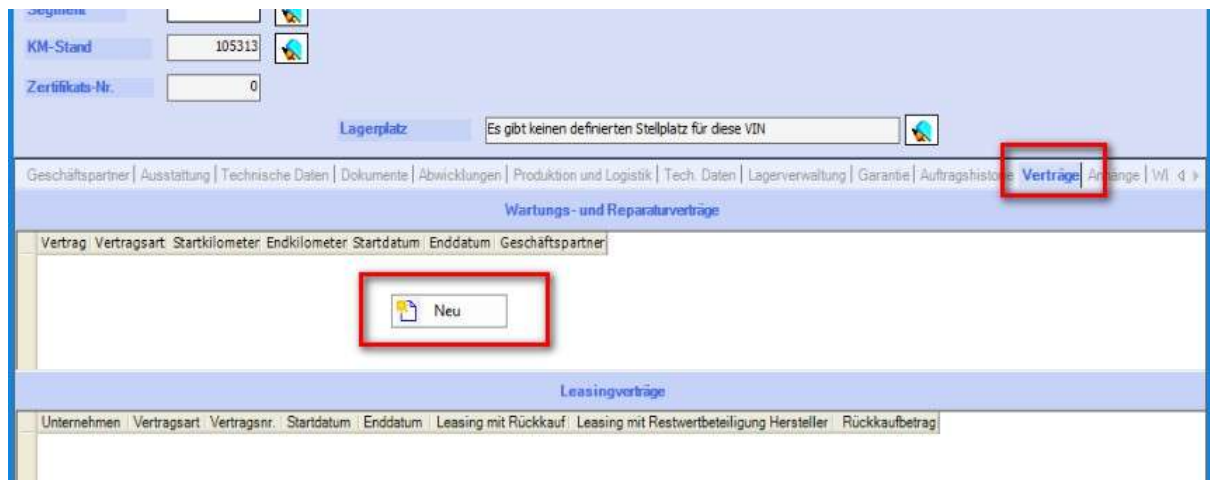 Segment
KM-Stand 105313
Zertifikats-Nr. 0
Lagerplatz Es gibt keinen definierten Stellplatz für diese VIN
Geschäftspartner | Ausstattung | Technische Daten | Dokumente | Abwicklungen | Produktion und Logistik | Tech. Daten | Lagerverwaltung | Garantie | Auftragshistorie Verträge Anhänge | WI
Wartungs- und Reparaturverträge
Vertrag Vertragsart Startkilometer Endkilometer Startdatum Enddatum Geschäftspartner
Neu
Leasingverträge
Unternehmen Vertragsart Vertragsnr. Startdatum Enddatum Leasing mit Rückkauf Leasing mit Restwertbeteiligung Hersteller Rückkaufbetrag